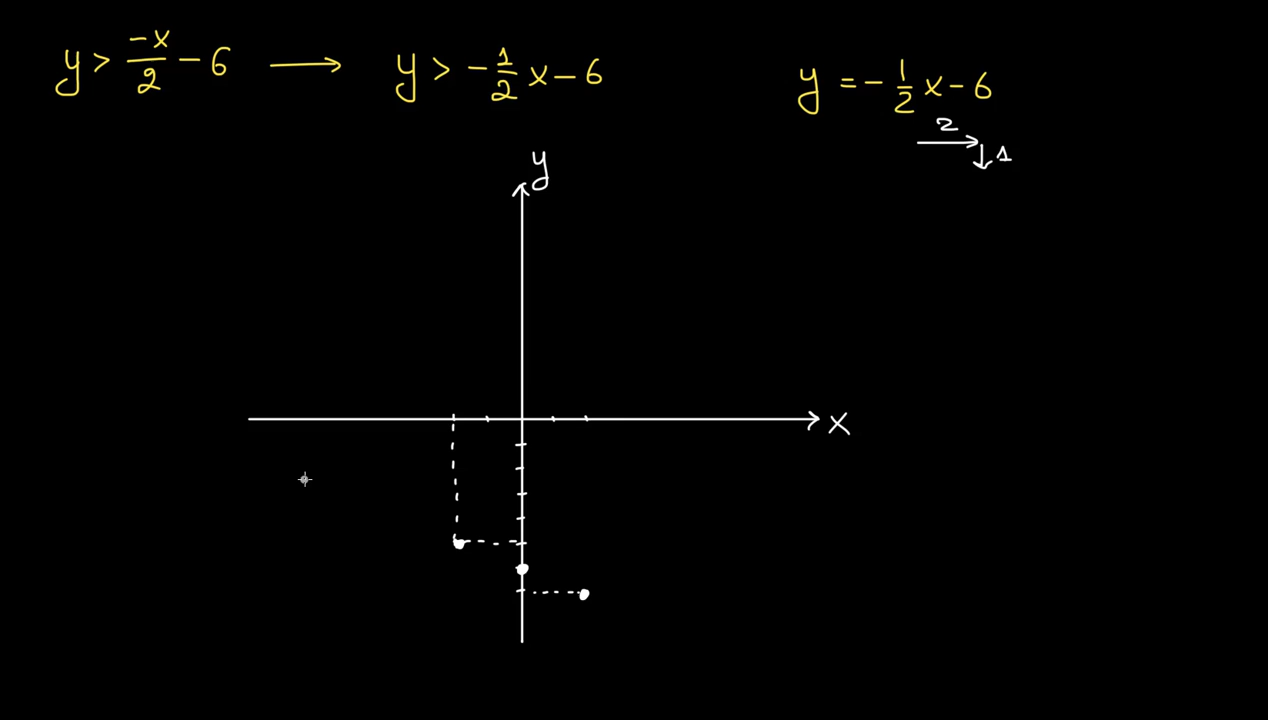 y > -x/2 - 6 → y > -1/2 x - 6
y = -1/2 x - 6
2
↓ 1
y
x